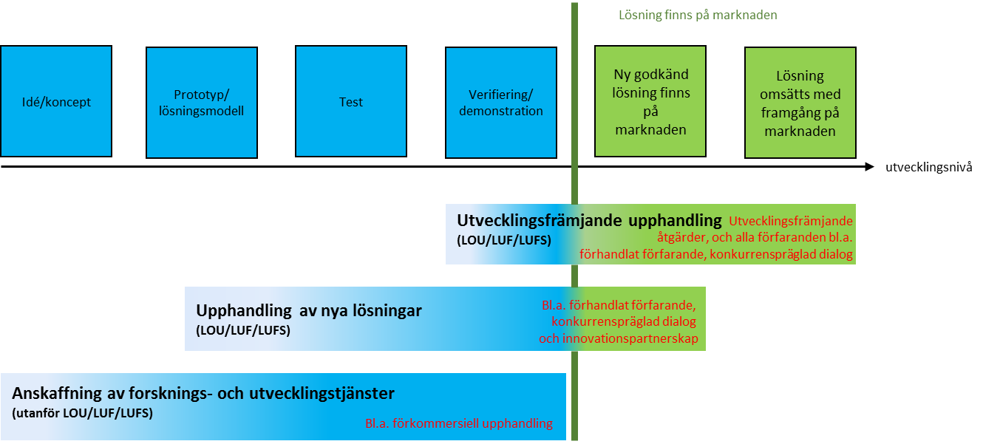 Lösning finns på marknaden
Idé/koncept
Prototyp/
lösningsmodell
Test
Verifiering/
demonstration
Ny godkänd
lösning finns
på
marknaden
Lösning
omsätts med
framgång på
marknaden
utvecklingsnivå
Utvecklingsfrämjande upphandling Utvecklingsfrämjande
(LOU/LUF/LUFS) åtgärder, och alla förfaranden bl.a.
förhandlat förfarande, konkurrenspräglad dialog
Upphandling av nya lösningar
(LOU/LUF/LUFS)
Bl.a. förhandlat förfarande,
konkurrenspräglad dialog
och innovationspartnerskap
Anskaffning av forsknings- och utvecklingstjänster
(utanför LOU/LUF/LUFS)
Bl.a. förkommersiell upphandling